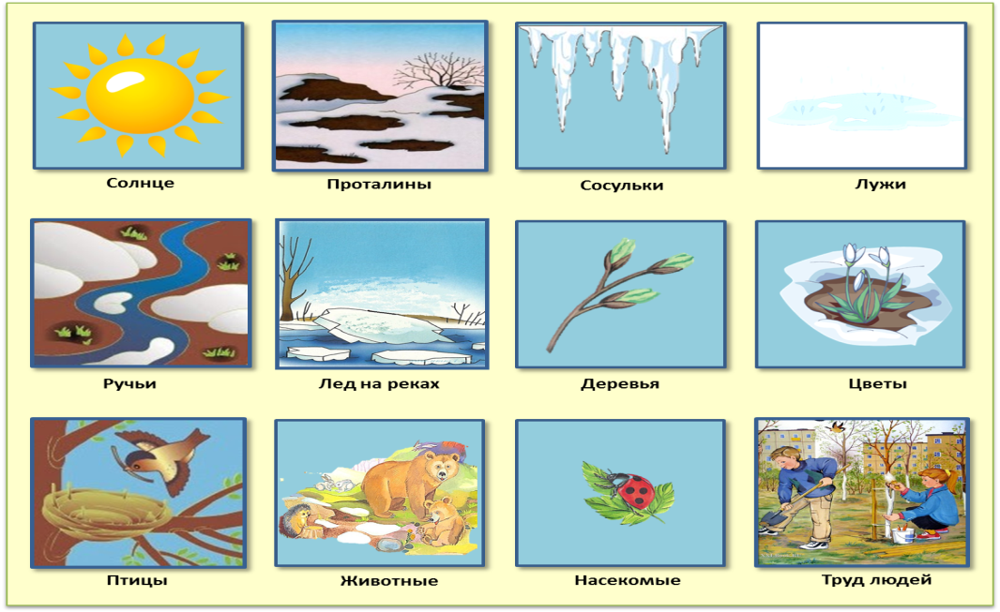 Солнце
Проталины
Сосульки
Лужи
Ручьи
Лед на реках
Деревья
Цветы
Птицы
Животные
Насекомые
Труд людей